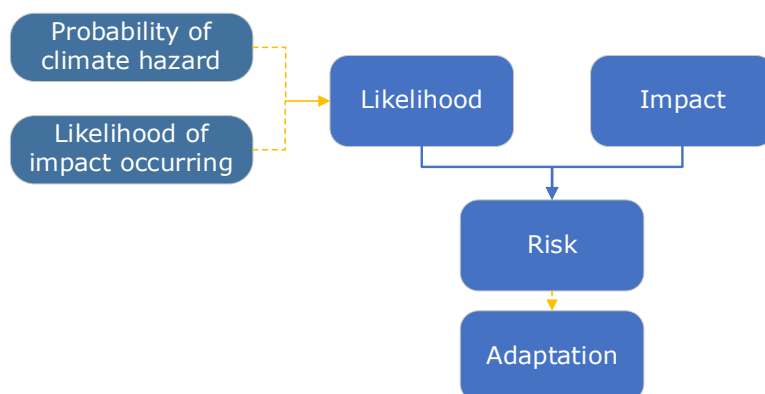 Probability of
climate hazard
Likelihood of
impact occurring
Likelihood
Impact
Risk
Adaptation